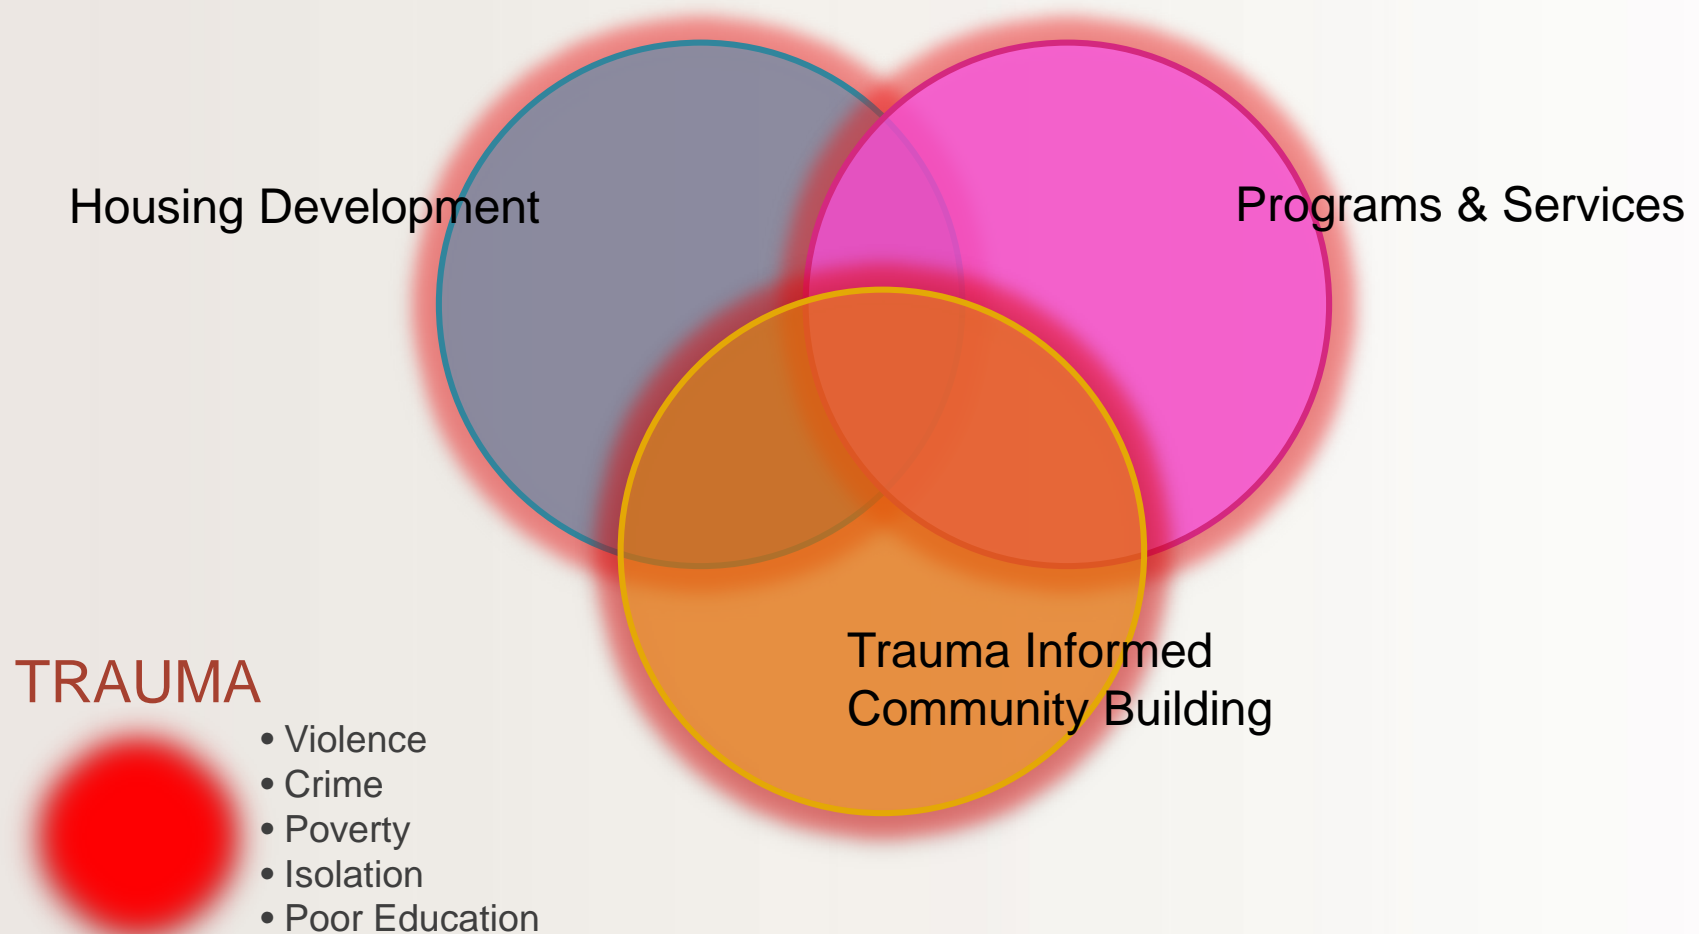 Housing Development
Programs & Services
Trauma Informed
Community Building
TRAUMA
• Violence
• Crime
• Poverty
• Isolation
• Poor Education